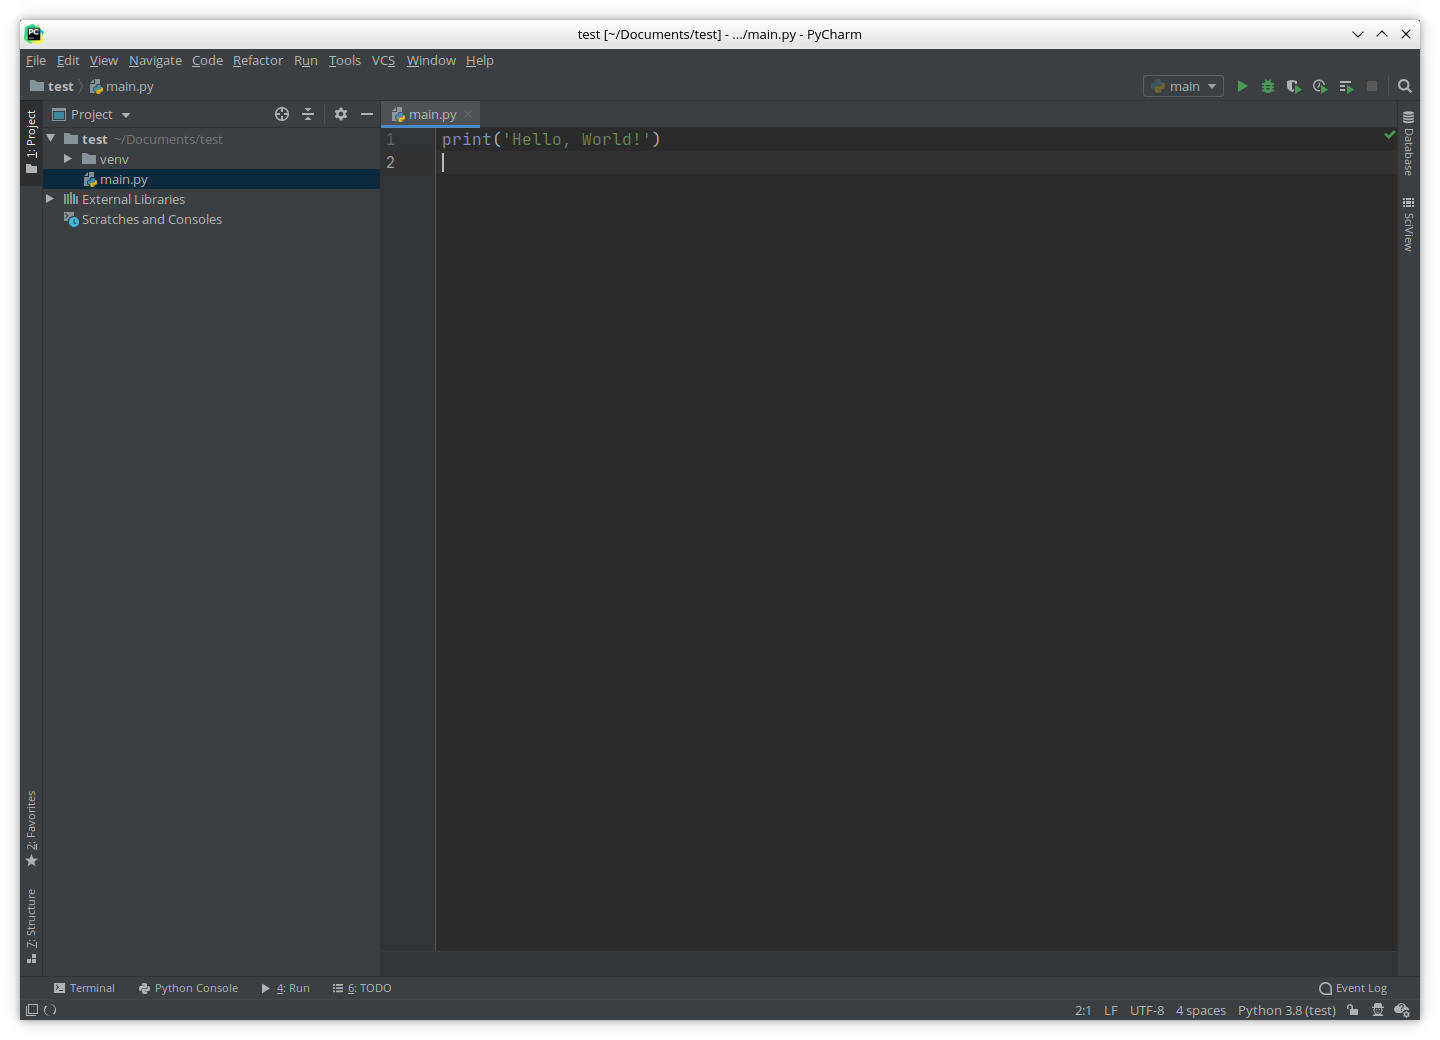 PC
test [~/Documents/test] - .../main.py - PyCharm
File Edit View Navigate Code Refactor Run Tools VCS Window Help
test main.py main
1: Project
Project
main.py
test ~/Documents/test
venv
main.py
External Libraries
Scratches and Consoles
1 print('Hello, World!')
2
Database
SciView
2: Favorites
7: Structure
Terminal Python Console 4: Run 6: TODO Event Log
2:1 LF UTF-8 4 spaces Python 3.8 (test)